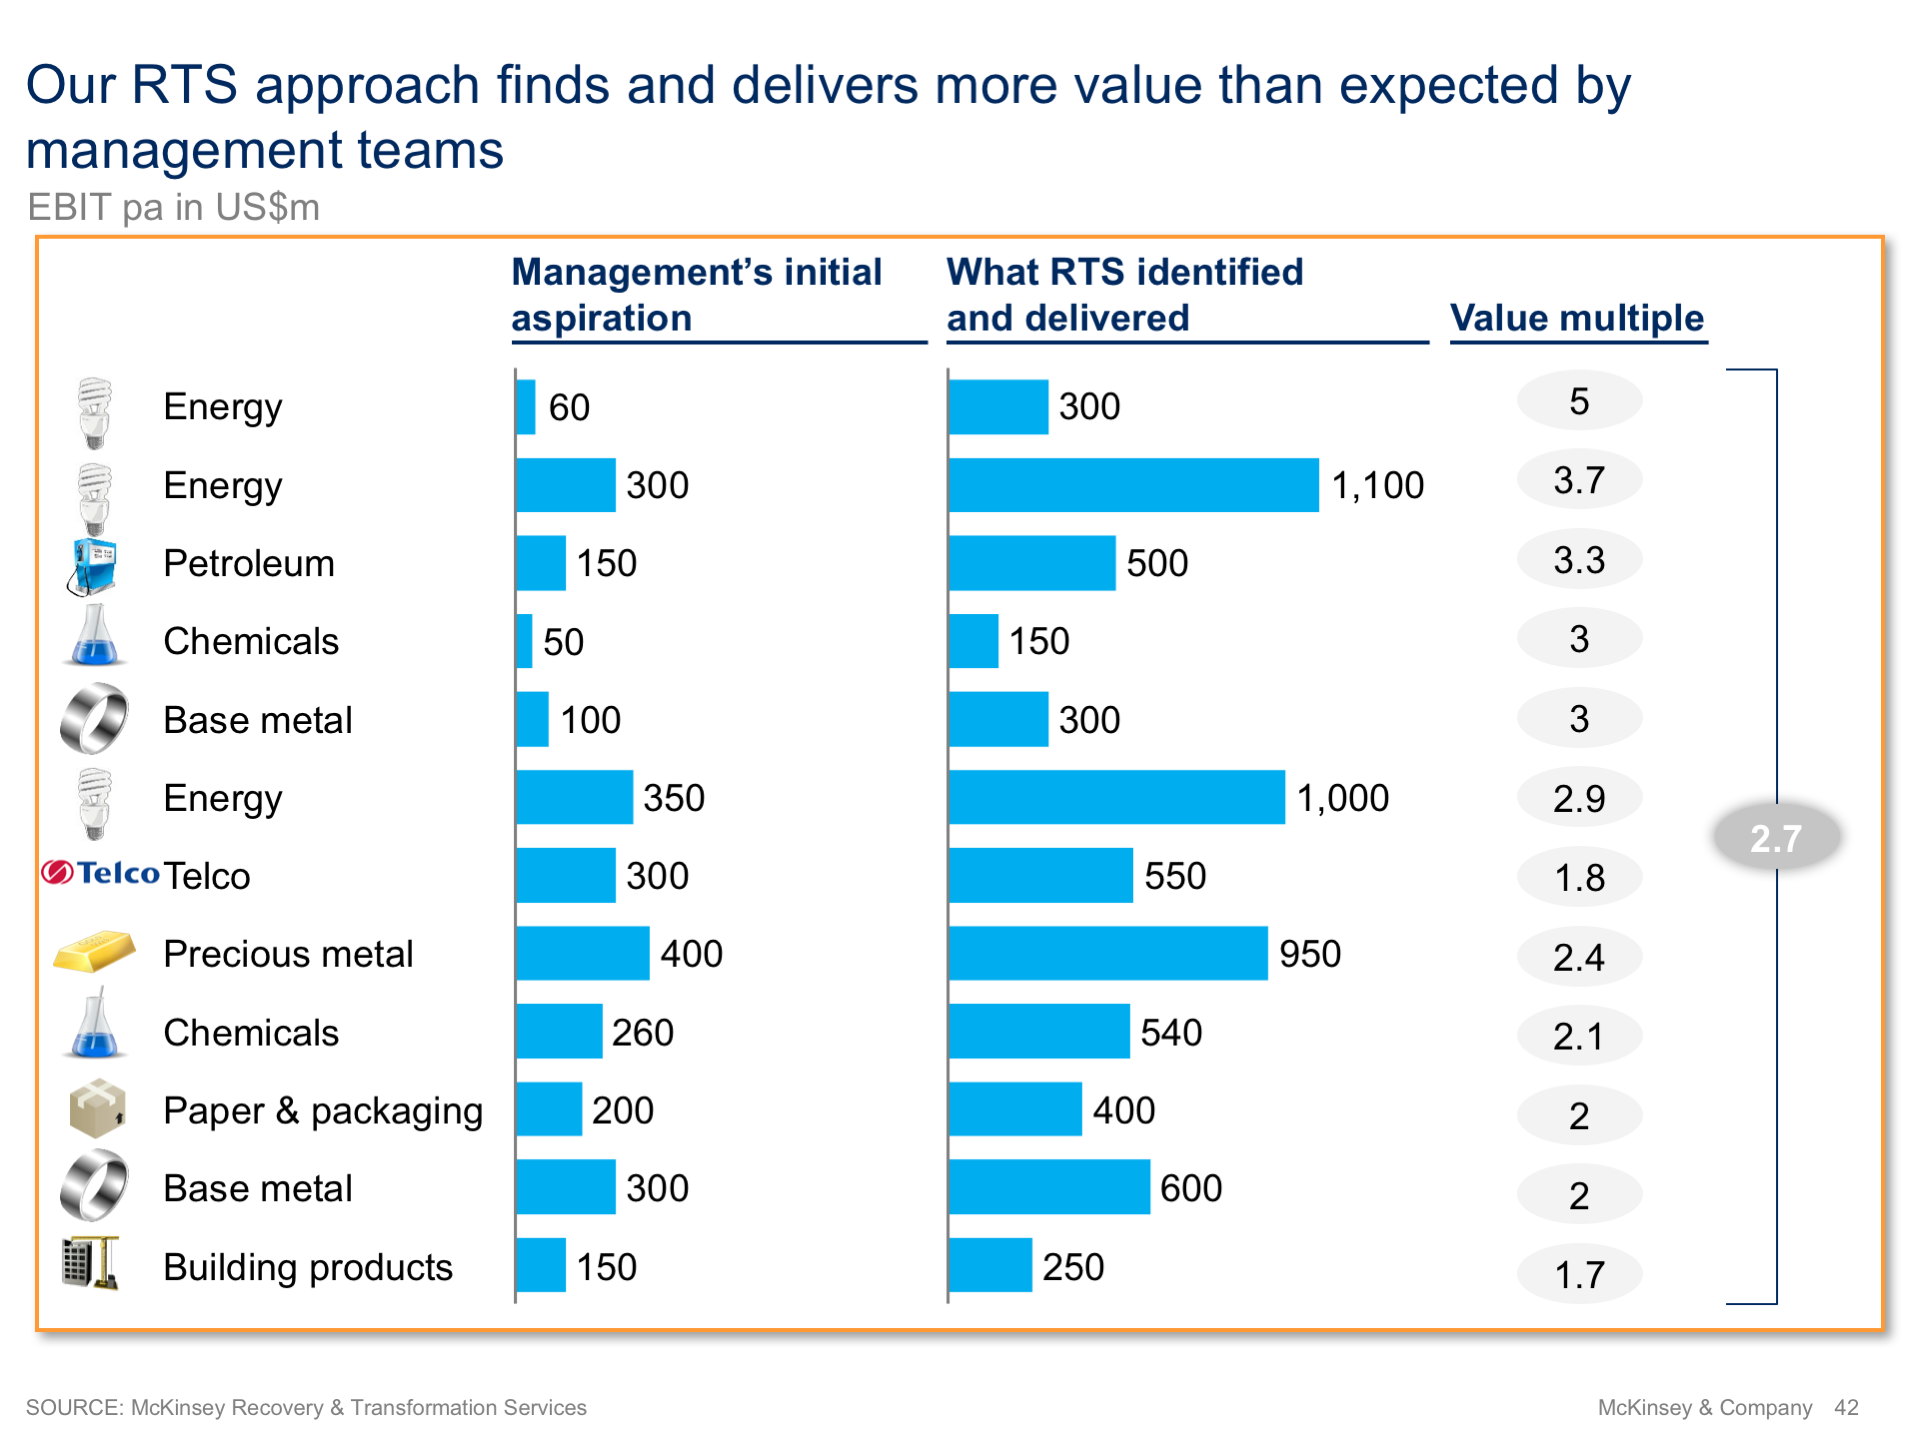 Our RTS approach finds and delivers more value than expected by
management teams
EBIT pa in US$m
Management’s initial
aspiration
What RTS identified
and delivered
Value multiple
Energy 60 300 5
Energy 300 1,100 3.7
Petroleum 150 500 3.3
Chemicals 50 150 3
Base metal 100 300 3
Energy 350 1,000 2.9
2.7
Telco Telco 300 550 1.8
Precious metal 400 950 2.4
Chemicals 260 540 2.1
Paper & packaging 200 400 2
Base metal 300 600 2
Building products 150 250 1.7
SOURCE: McKinsey Recovery & Transformation Services
McKinsey & Company 42